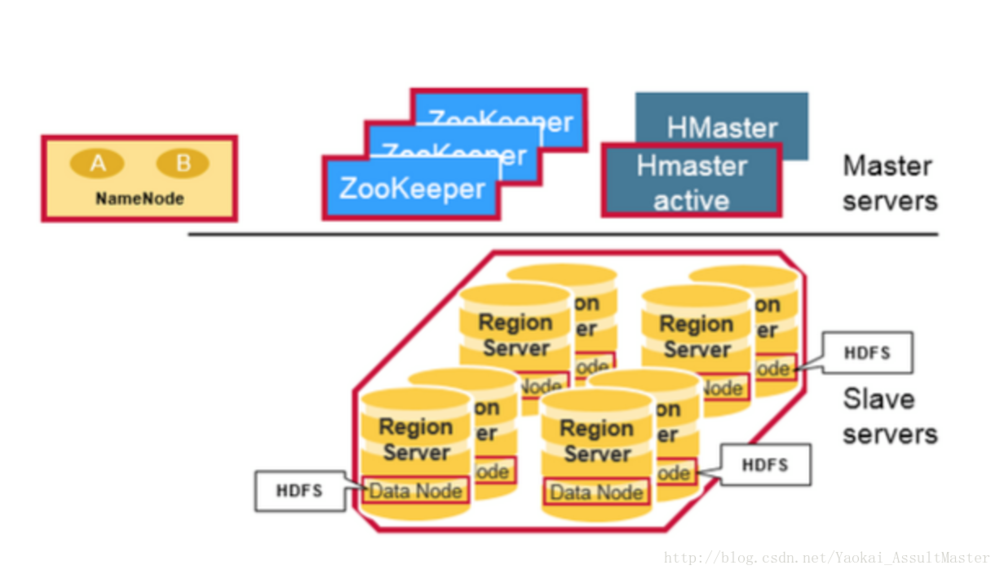 ZooKeeper
ZooKeeper
ZooKeeper
HMaster
Hmaster
active
Master
servers
A
B
NameNode
on
er
ode
Region
Server
Node
on
er
ode
Region
Server
Node
HDFS
Slave
servers
on
er
ode
Region
Server
Data Node
HDFS
on
er
ode
Region
Server
Data Node
HDFS
http://blog.csdn.net/Yaokai_AssultMaster